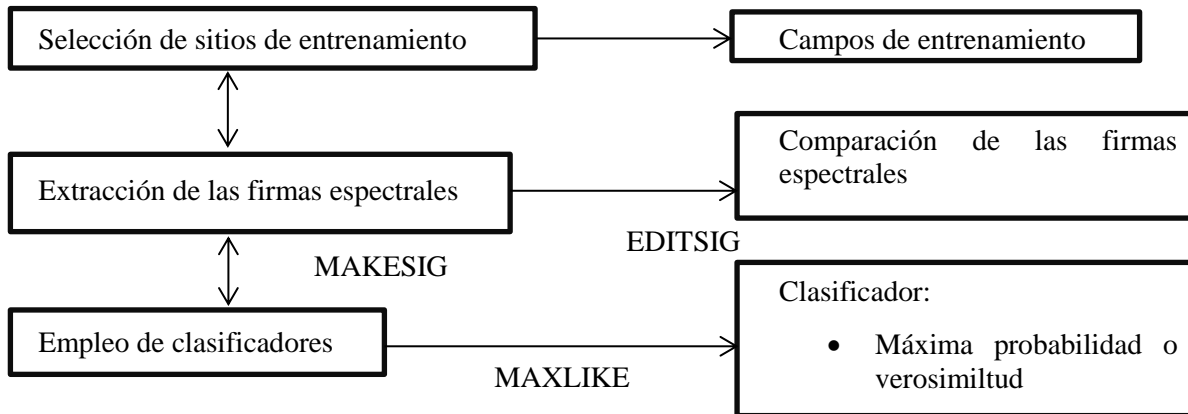 Selección de sitios de entrenamiento
Campos de entrenamiento
Extracción de las firmas espectrales
Comparación de las firmas
espectrales
EDITSIG
MAKESIG
Empleo de clasificadores
Clasificador:
• Máxima probabilidad o
verosimiltud
MAXLIKE